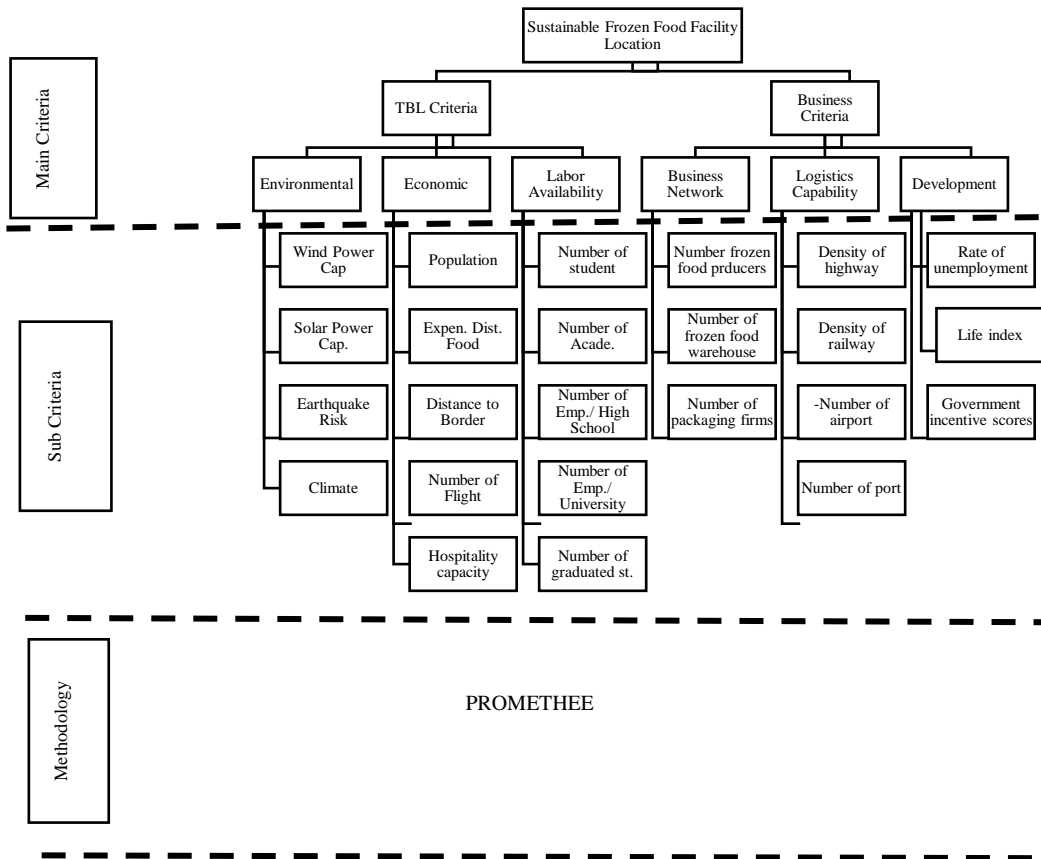 Sustainable Frozen Food Facility
Location
Main Criteria
TBL Criteria
Business
Criteria
Environmental
Economic
Labor
Availability
Business
Network
Logistics
Capability
Development
Sub Criteria
Wind Power
Cap
Solar Power
Cap.
Earthquake
Risk
Climate
Population
Expen. Dist.
Food
Distance to
Border
Number of
Flight
Hospitality
capacity
Number of
student
Number of
Acade.
Number of
Emp./ High
School
Number of
Emp./
University
Number of
graduated st.
Number frozen
food prducers
Number of
frozen food
warehouse
Number of
packaging firms
Density of
highway
Density of
railway
-Number of
airport
Number of port
Rate of
unemployment
Life index
Government
incentive scores
Methodology
PROMETHEE